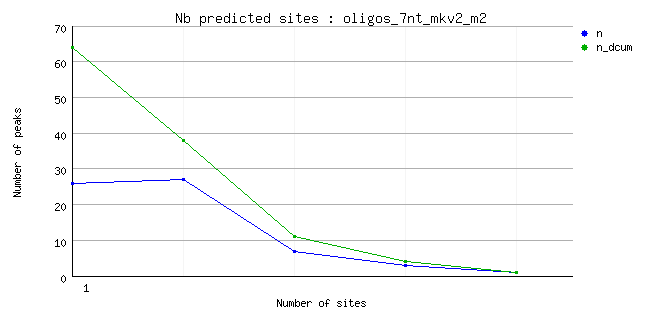 Nb predicted sites : oligos_7nt_mkv2_m2
n
n_dcum
70
60
50
40
30
20
10
0
Number of peaks
1
Number of sites